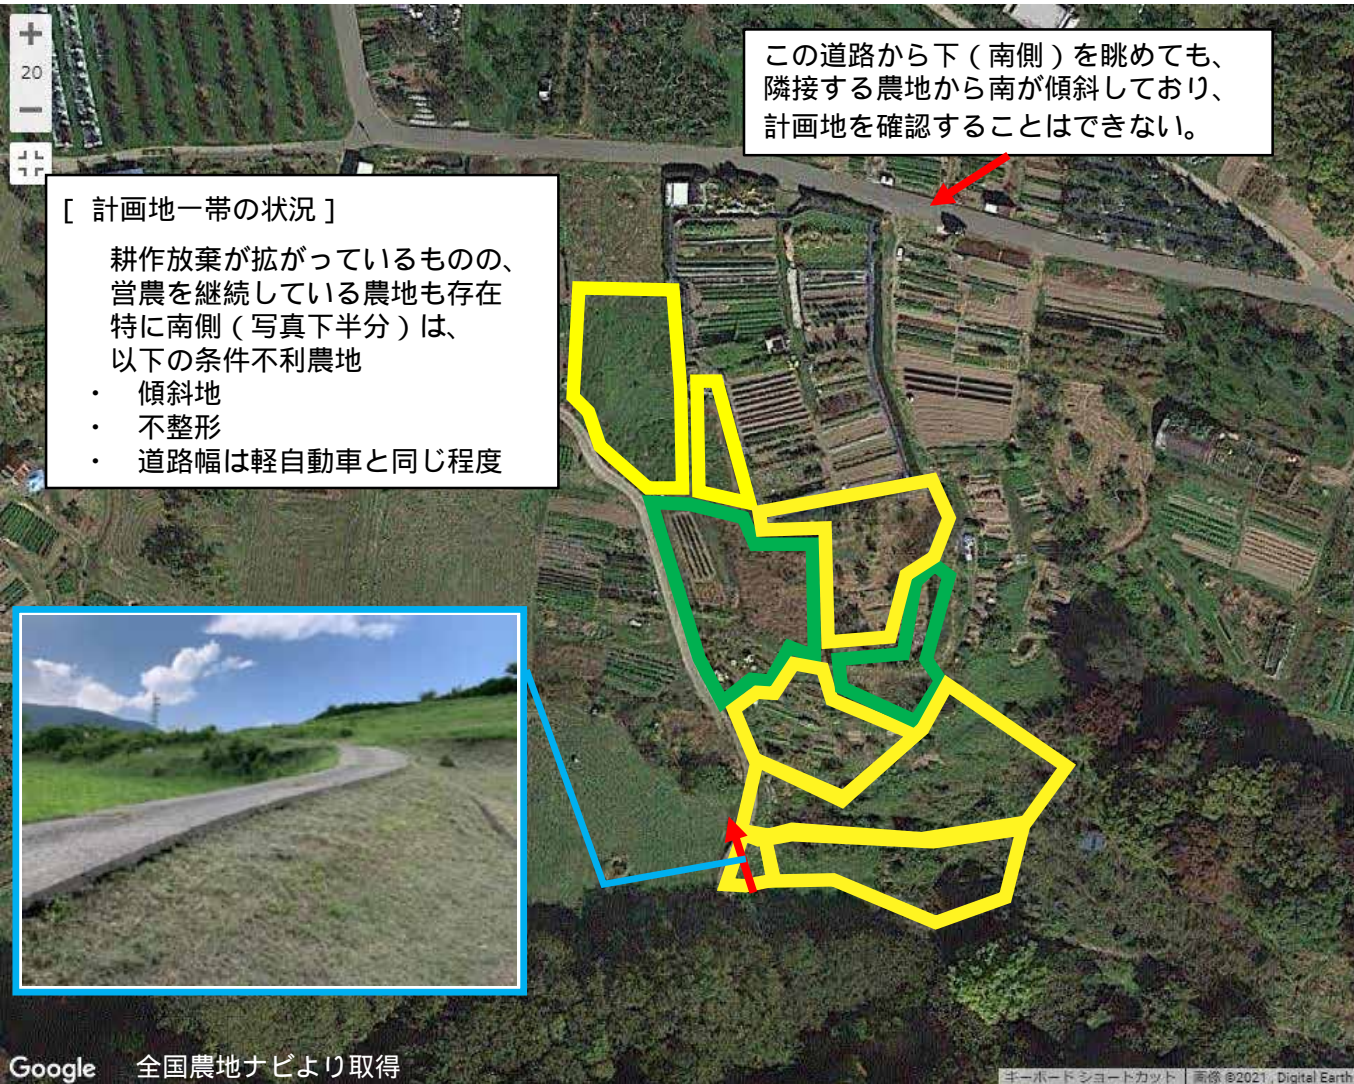 +
20
−
この道路から下（南側）を眺めても、
隣接する農地から南が傾斜しており、
計画地を確認することはできない。
[ 計画地一帯の状況 ]
耕作放棄が拡がっているものの、
営農を継続している農地も存在
特に南側（写真下半分）は、
以下の条件不利農地
・ 傾斜地
・ 不整形
・ 道路幅は軽自動車と同じ程度
Google 全国農地ナビより取得
キーボード ショートカット 画像 ©2021 , Digital Earth